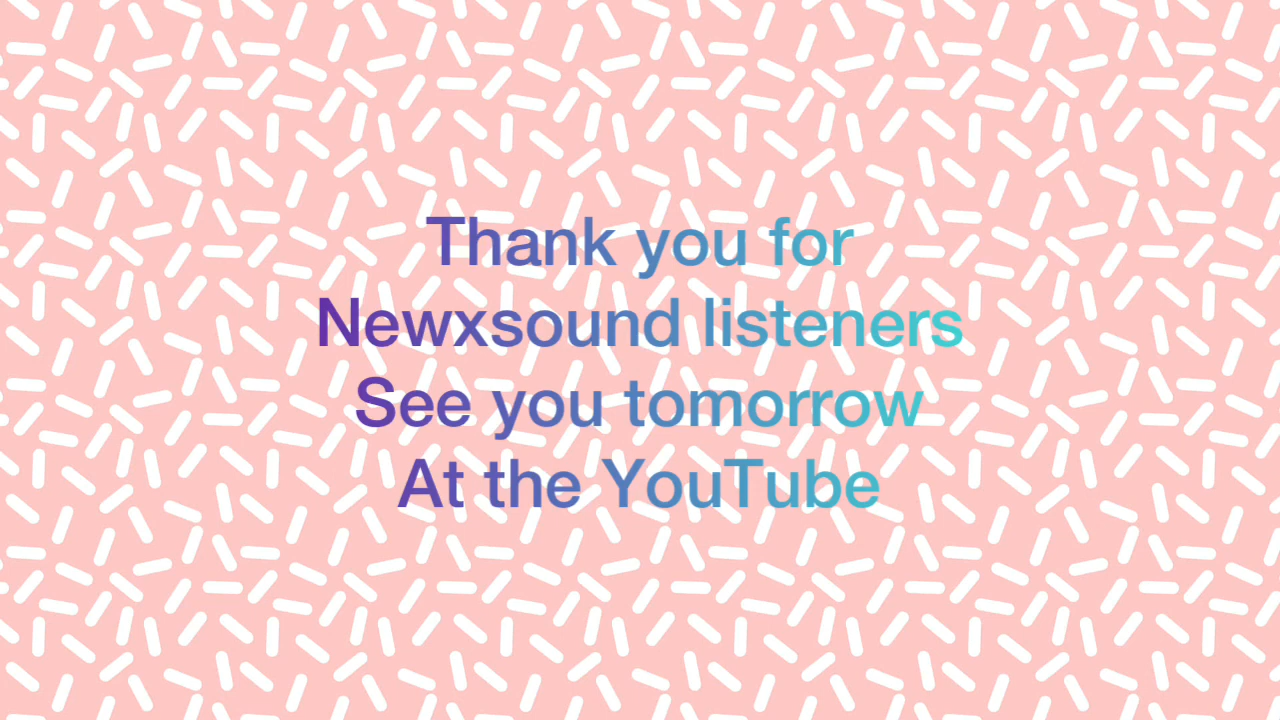 Thank you for
Newxsound listeners
See you tomorrow
At the YouTube